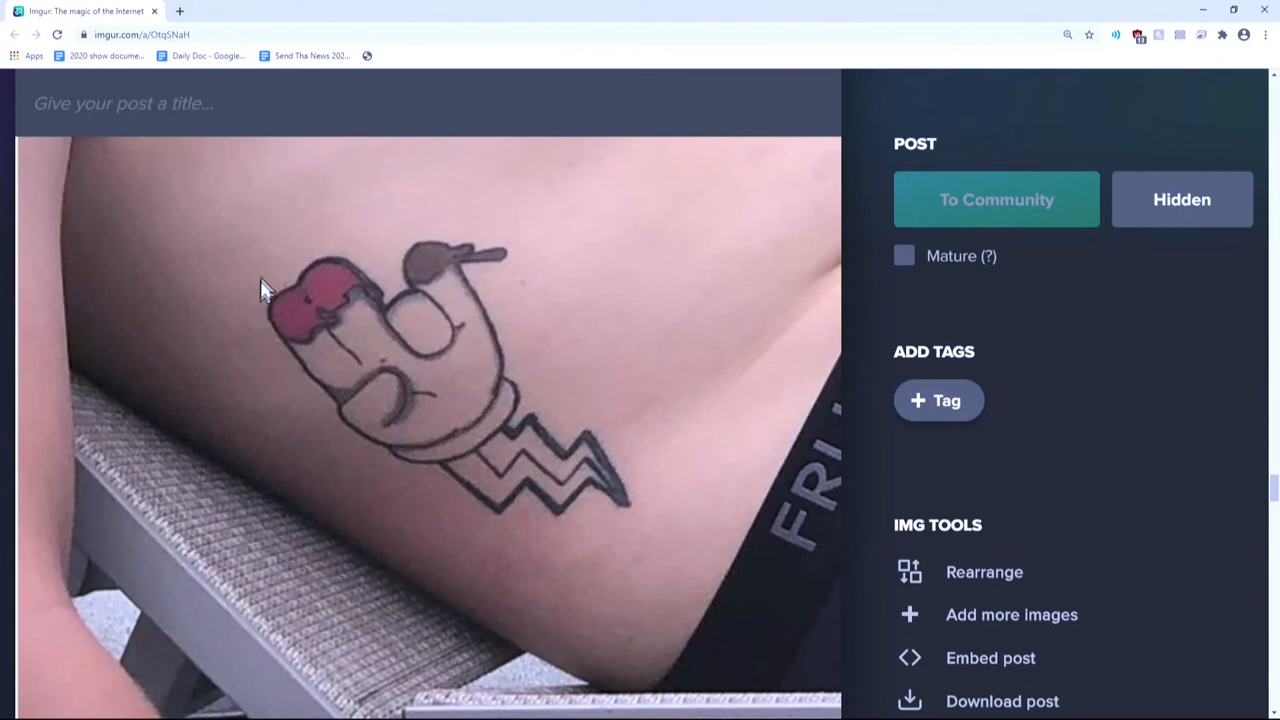 Imgur: The magic of the Internet
imgur.com/a/OtqSNaH
Apps
2020 show docume...
Daily Doc - Google...
Send Tha News 202...
Give your post a title...
POST
To Community
Hidden
Mature (?)
ADD TAGS
+ Tag
IMG TOOLS
Rearrange
Add more images
Embed post
Download post